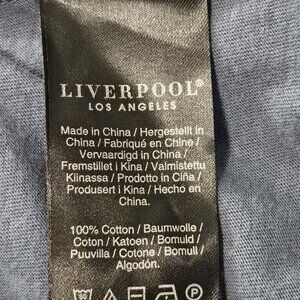 LIVERPOOL®
LOS ANGELES
Made in China / Hergestellt in
China / Fabriqué en Chine /
Vervaardigd in China /
Fremstillet i Kina / Valmistettu
Kiinassa / Prodotto in Cina /
Produsert i Kina / Hecho en
China.
100% Cotton / Baumwolle /
Coton / Katoen / Bomuld /
Puuvilla / Cotone / Bomull /
Algodón.